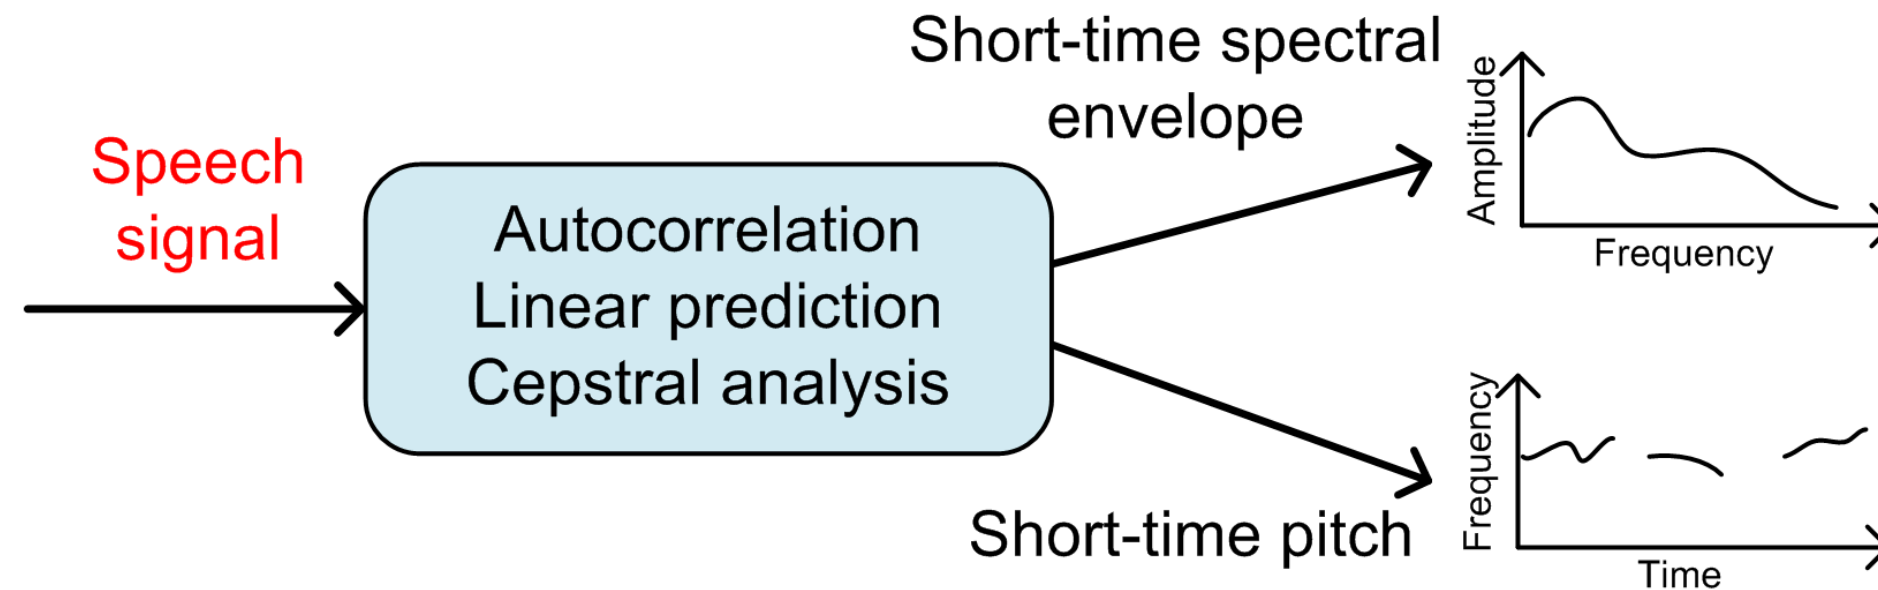 Speech
signal
Autocorrelation
Linear prediction
Cepstral analysis
Short-time spectral
envelope
Amplitude
Frequency
Short-time pitch
Frequency
Time